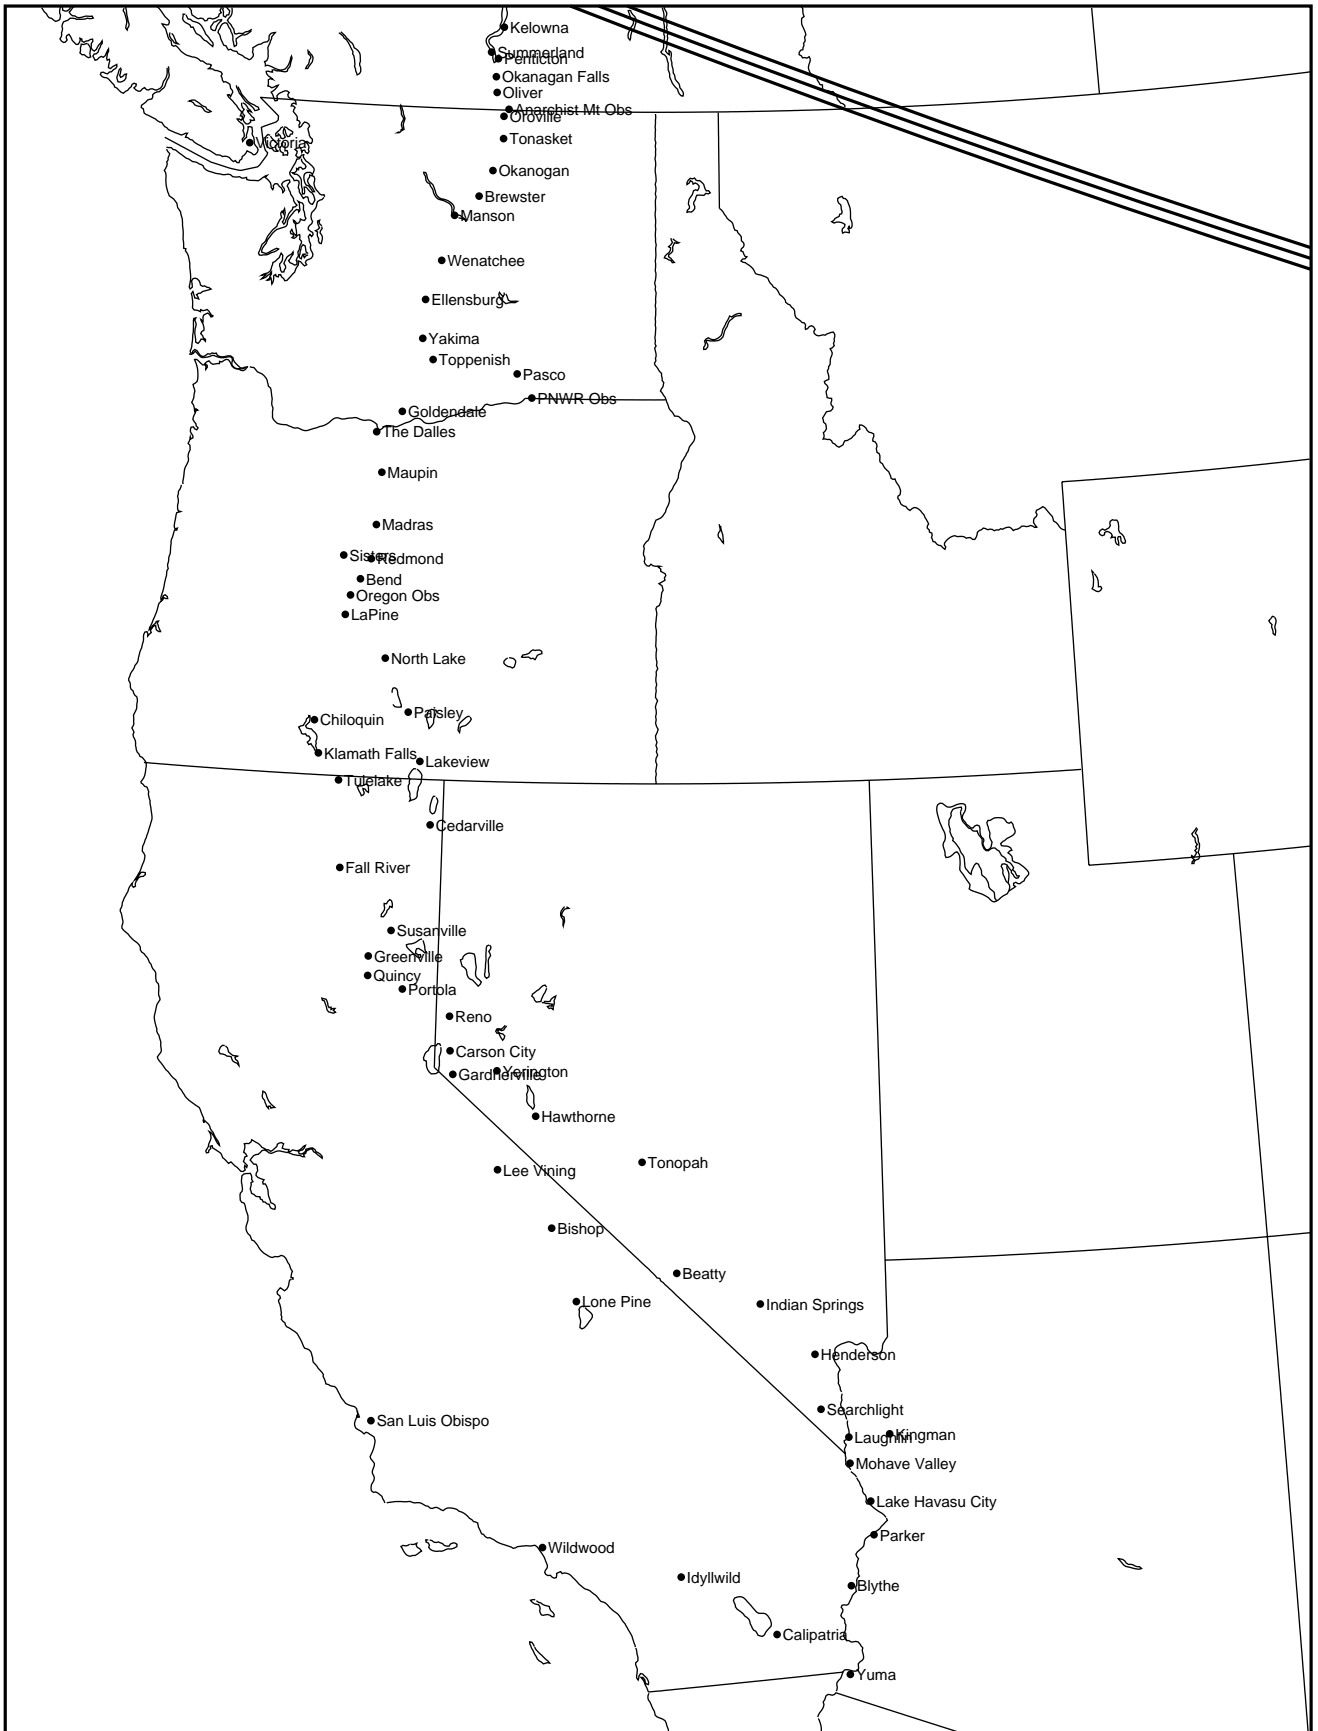 Kelowna
Summerland
Penticton
Okanagan Falls
Oliver
Anarchist Mt Obs
Oroville
Tonasket
Victoria
Okanogan
Brewster
Manson
Wenatchee
Ellensburg
Yakima
Toppenish
Pasco
PNWR Obs
Goldendale
The Dalles
Maupin
Madras
Sisters
Redmond
Bend
Oregon Obs
LaPine
North Lake
Paisley
Chiloquin
Klamath Falls
Lakeview
Tulelake
Cedarville
Fall River
Susanville
Greenville
Quincy
Portola
Reno
Carson City
Yerington
Gardnerville
Hawthorne
Tonopah
Lee Vining
Bishop
Beatty
Lone Pine
Indian Springs
Henderson
Searchlight
San Luis Obispo
Kingman
Laughlin
Mohave Valley
Lake Havasu City
Parker
Wildwood
Idyllwild
Blythe
Calipatria
Yuma